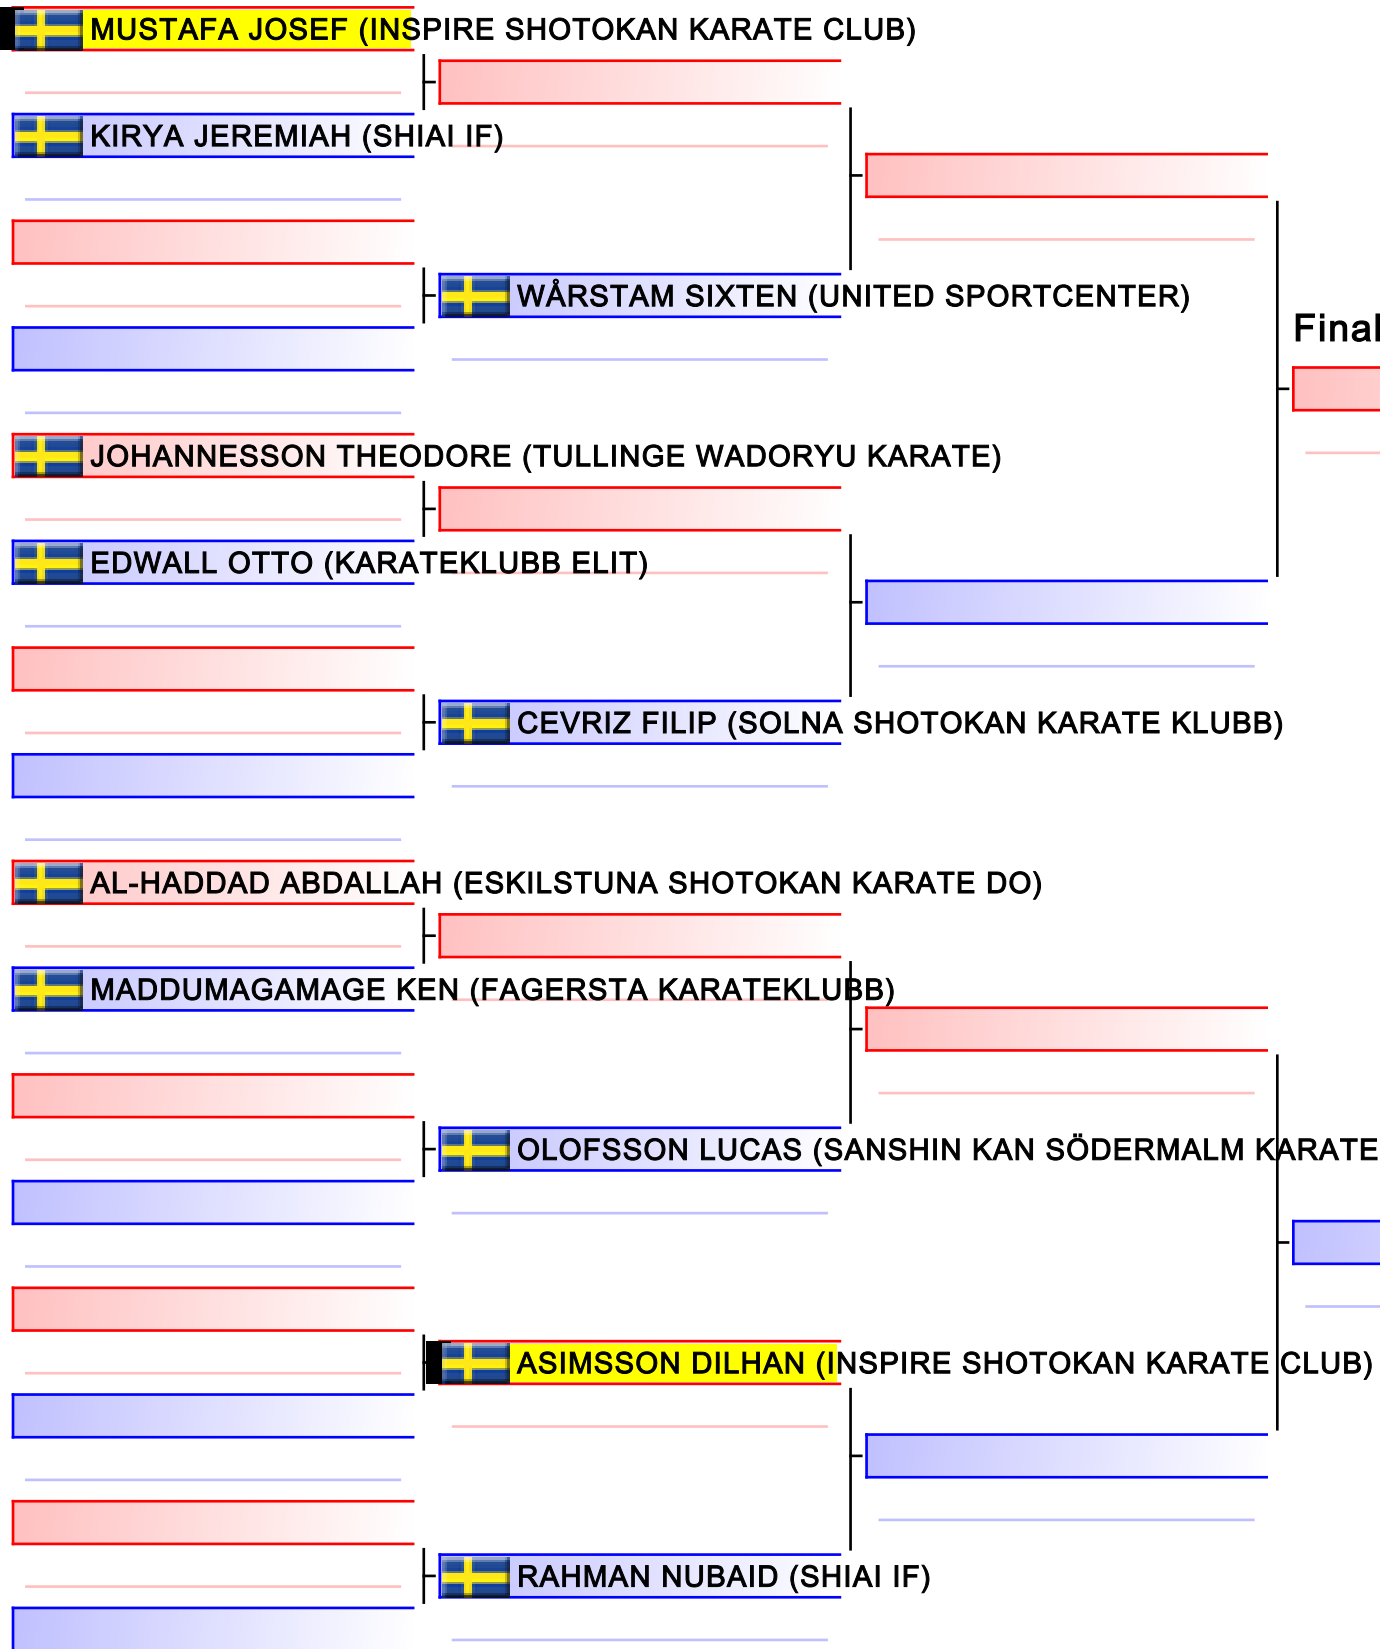 MUSTAFA JOSEF (INSPIRE SHOTOKAN KARATE CLUB)
KIRYA JEREMIAH (SHIAI IF)
WÅRSTAM SIXTEN (UNITED SPORTCENTER)
Final
JOHANNESSON THEODORE (TULLINGE WADORYU KARATE)
EDWALL OTTO (KARATEKLUBB ELIT)
CEVRIZ FILIP (SOLNA SHOTOKAN KARATE KLUBB)
AL-HADDAD ABDALLAH (ESKILSTUNA SHOTOKAN KARATE DO)
MADDUMAGAMAGE KEN (FAGERSTA KARATEKLUBB)
OLOFSSON LUCAS (SANSHIN KAN SÖDERMALM KARATE
ASIMSSON DILHAN (INSPIRE SHOTOKAN KARATE CLUB)
RAHMAN NUBAID (SHIAI IF)